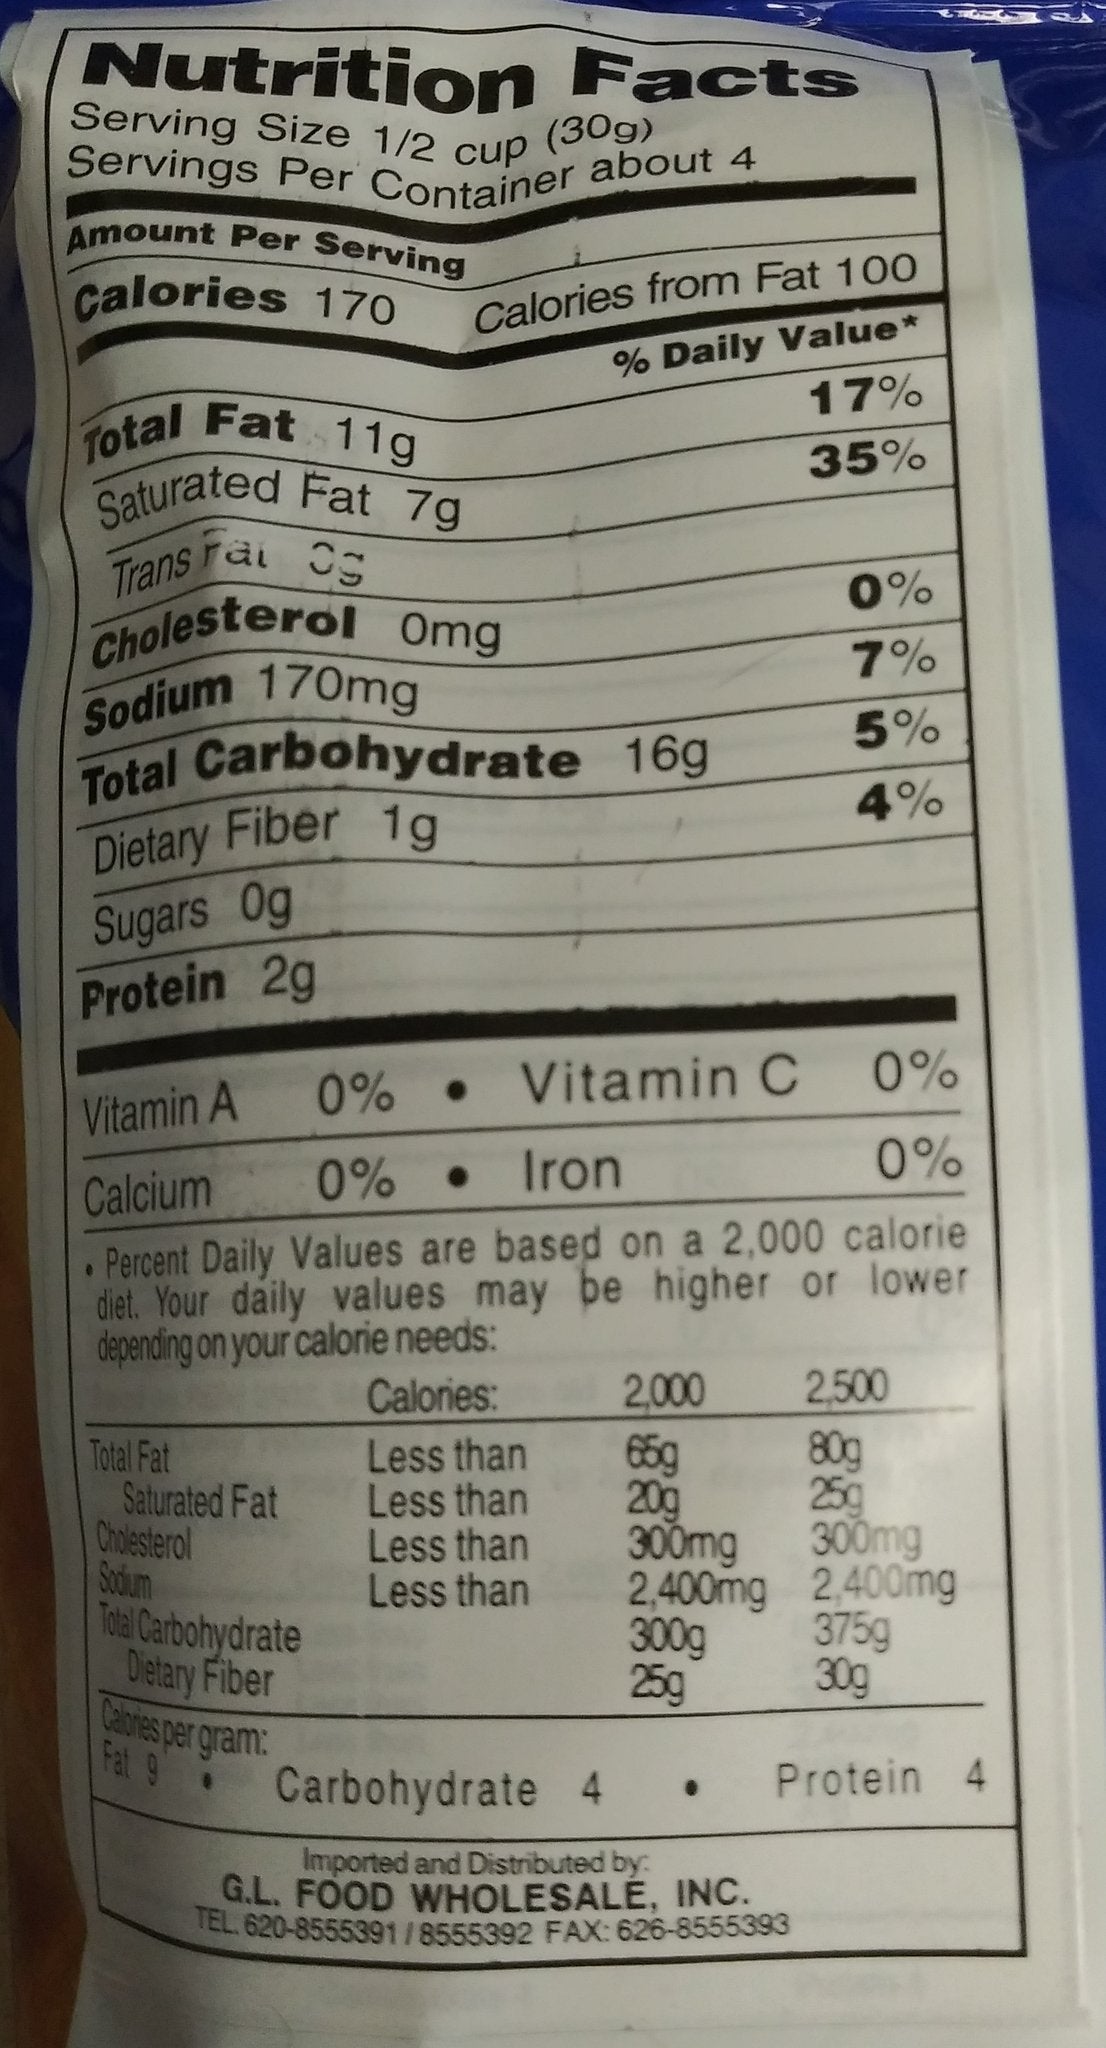 Nutrition Facts
Serving Size 1/2 cup (30g)
Servings Per Container about 4
Amount Per Serving
Calories 170 Calories from Fat 100
% Daily Value*
Total Fat 11g 17%
Saturated Fat 7g 35%
Trans Fat 0g
Cholesterol 0mg 0%
Sodium 170mg 7%
Total Carbohydrate 16g 5%
Dietary Fiber 1g 4%
Sugars 0g
Protein 2g
Vitamin A 0% • Vitamin C 0%
Calcium 0% • Iron 0%
• Percent Daily Values are based on a 2,000 calorie
diet. Your daily values may be higher or lower
depending on your calorie needs:
Calories: 2,000 2,500
Total Fat Less than 65g 80g
Saturated Fat Less than 20g 25g
Cholesterol Less than 300mg 300mg
Sodium Less than 2,400mg 2,400mg
Total Carbohydrate 300g 375g
Dietary Fiber 25g 30g
Calories per gram:
Fat 9 • Carbohydrate 4 • Protein 4
Imported and Distributed by:
G.L. FOOD WHOLESALE, INC.
TEL. 620-8555391 / 8555392 FAX: 626-8555393